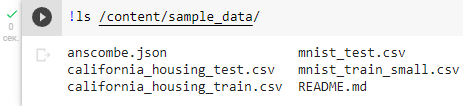 !ls /content/sample_data/
0
сек.
anscombe.json mnist_test.csv
california_housing_test.csv mnist_train_small.csv
california_housing_train.csv README.md